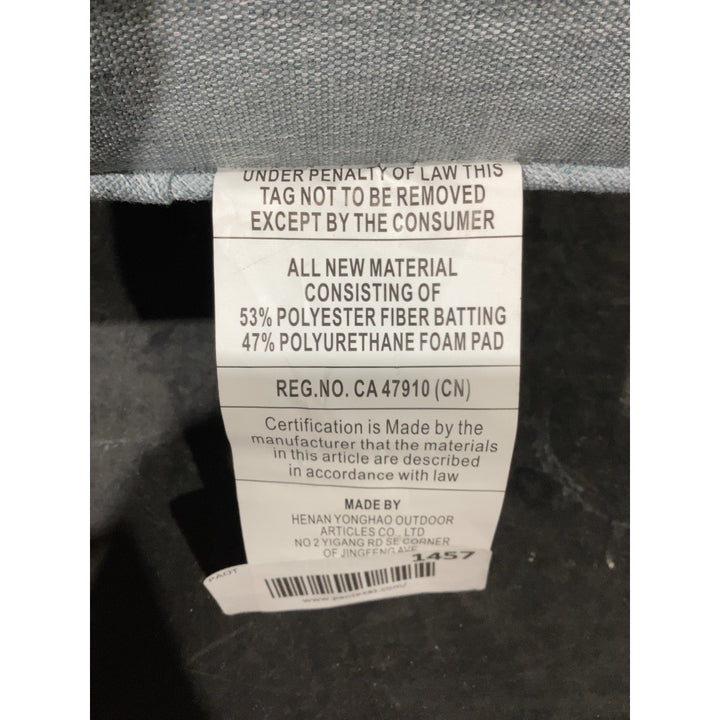 UNDER PENALTY OF LAW THIS
TAG NOT TO BE REMOVED
EXCEPT BY THE CONSUMER
ALL NEW MATERIAL
CONSISTING OF
53% POLYESTER FIBER BATTING
47% POLYURETHANE FOAM PAD
REG.NO. CA 47910 (CN)
Certification is Made by the
manufacturer that the materials
in this article are described
in accordance with law
MADE BY
HENAN YONGHAO OUTDOOR
ARTICLES CO., LTD
NO 2 YIGANG RD SE CORNER
OF JINGFENG AVE
1457